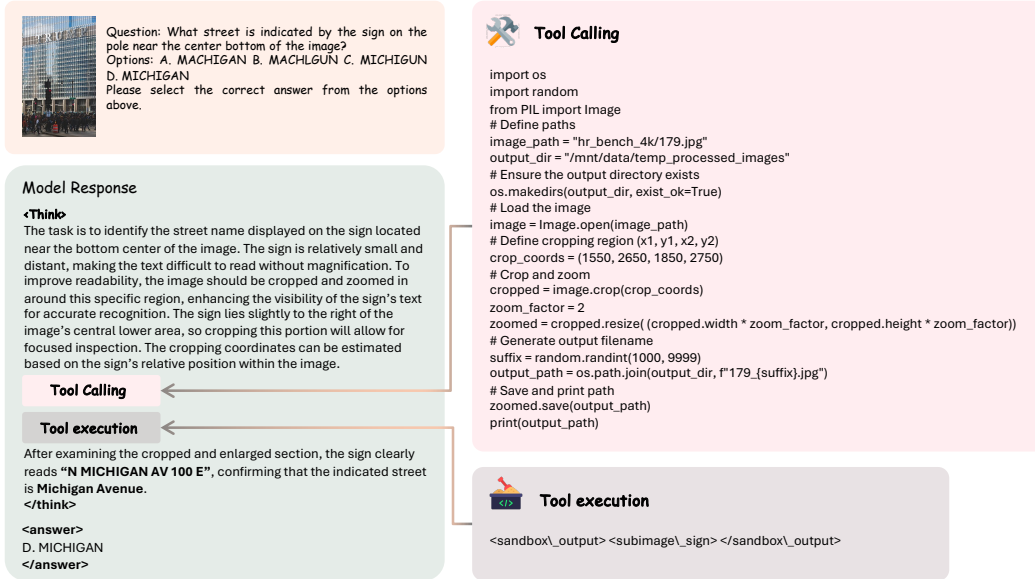 Question: What street is indicated by the sign on the
pole near the center bottom of the image?
Options: A. MACHIGAN B. MACHLGUN C. MICHIGUN
D. MICHIGAN
Please select the correct answer from the options
above.
Model Response
<Think>
The task is to identify the street name displayed on the sign located
near the bottom center of the image. The sign is relatively small and
distant, making the text difficult to read without magnification. To
improve readability, the image should be cropped and zoomed in
around this specific region, enhancing the visibility of the sign's text
for accurate recognition. The sign lies slightly to the right of the
image's central lower area, so cropping this portion will allow for
focused inspection. The cropping coordinates can be estimated
based on the sign's relative position within the image.
Tool Calling
Tool execution
After examining the cropped and enlarged section, the sign clearly
reads "N MICHIGAN AV 100 E", confirming that the indicated street
is Michigan Avenue.
</think>
<answer>
D. MICHIGAN
</answer>
Tool Calling
import os
import random
from PIL import Image
# Define paths
image_path = "hr_bench_4k/179.jpg"
output_dir = "/mnt/data/temp_processed_images"
# Ensure the output directory exists
os.makedirs(output_dir, exist_ok=True)
# Load the image
image = Image.open(image_path)
# Define cropping region (x1, y1, x2, y2)
crop_coords = (1550, 2650, 1850, 2750)
# Crop and zoom
cropped = image.crop(crop_coords)
zoom_factor = 2
zoomed = cropped.resize( (cropped.width * zoom_factor, cropped.height * zoom_factor))
# Generate output filename
suffix = random.randint(1000, 9999)
output_path = os.path.join(output_dir, f"179_{suffix}.jpg")
# Save and print path
zoomed.save(output_path)
print(output_path)
Tool execution
<sandbox\_output> <subimage\_sign> </sandbox\_output>